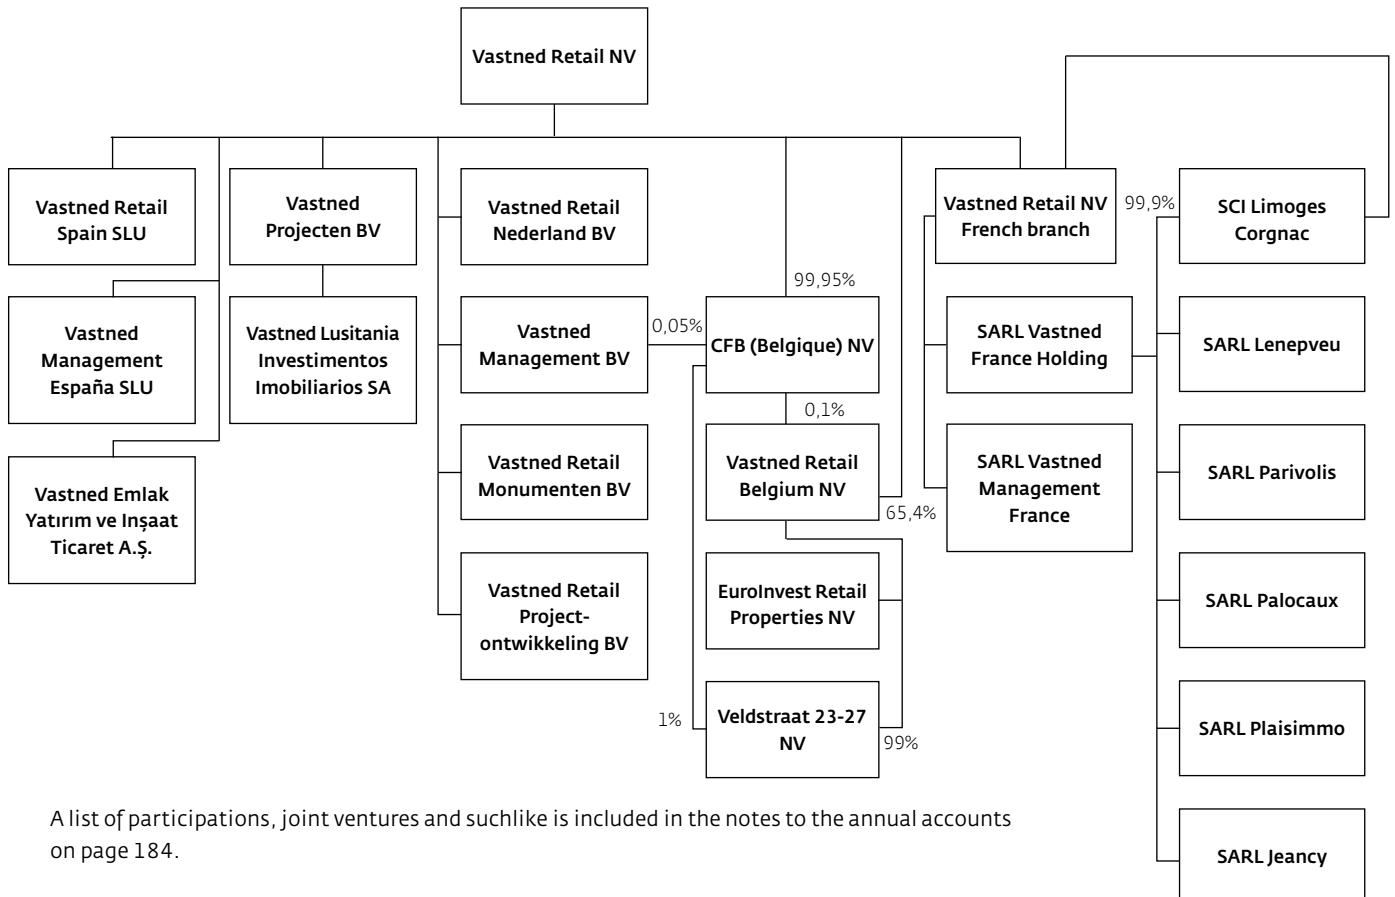 Vastned Retail NV
Vastned Retail
Spain SLU
Vastned
Projecten BV
Vastned Retail
Nederland BV
Vastned Retail NV
French branch
99,9%
SCI Limoges
Corgnac
99,95%
Vastned
Management
España SLU
Vastned Lusitania
Investimentos
Imobiliarios SA
Vastned
Management BV
0,05%
CFB (Belgique) NV
SARL Vastned
France Holding
SARL Lenepveu
0,1%
Vastned Emlak
Yatırım ve Inşaat
Ticaret A.Ş.
Vastned Retail
Monumenten BV
Vastned Retail
Belgium NV
65,4%
SARL Vastned
Management
France
SARL Parivolis
Vastned Retail
Project-
ontwikkeling BV
EuroInvest Retail
Properties NV
SARL Palocaux
1%
Veldstraat 23-27
NV
99%
SARL Plaisimmo
SARL Jeancy
A list of participations, joint ventures and suchlike is included in the notes to the annual accounts
on page 184.